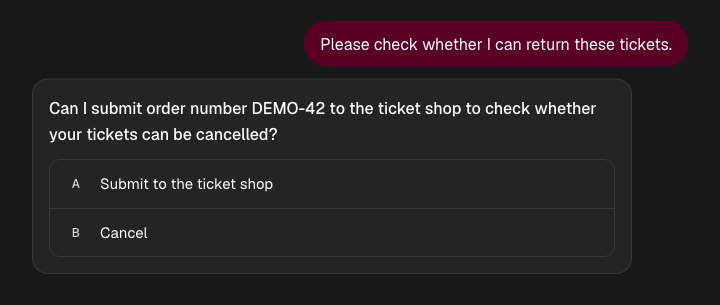 Please check whether I can return these tickets.
Can I submit order number DEMO-42 to the ticket shop to check whether
your tickets can be cancelled?
A Submit to the ticket shop
B Cancel